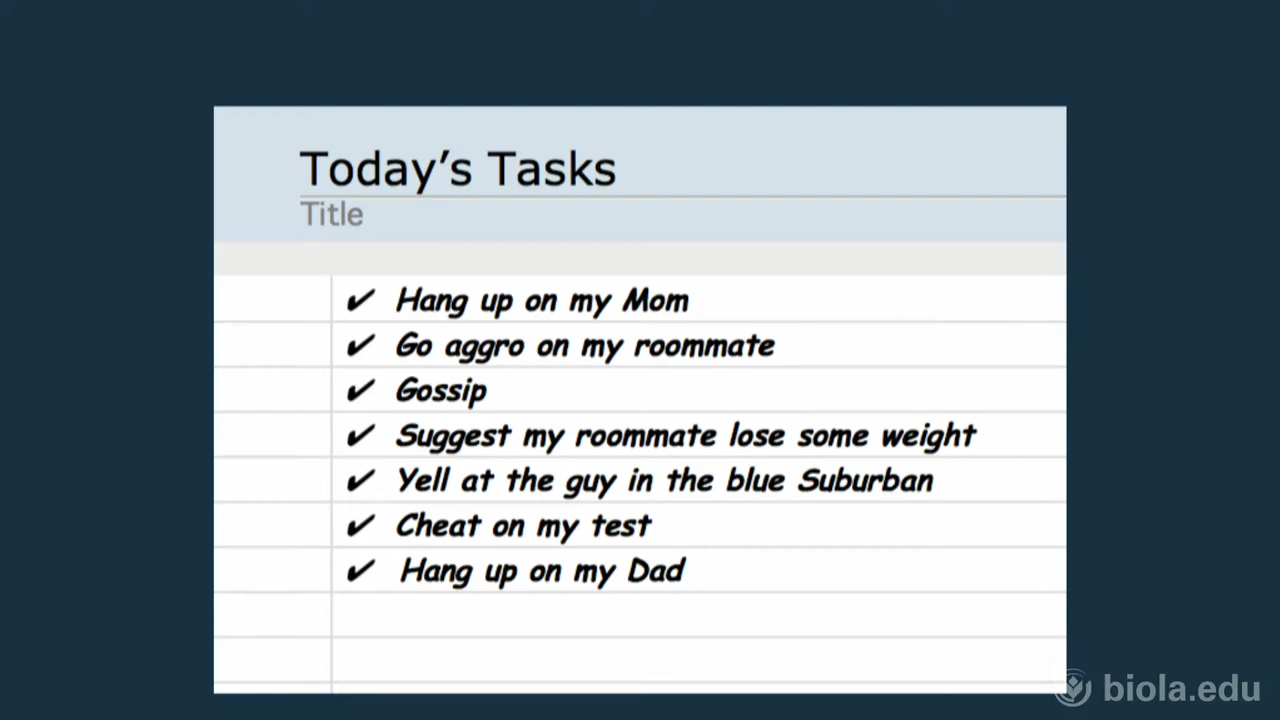 Today’s Tasks
Title
✔ Hang up on my Mom
✔ Go aggro on my roommate
✔ Gossip
✔ Suggest my roommate lose some weight
✔ Yell at the guy in the blue Suburban
✔ Cheat on my test
✔ Hang up on my Dad
biola.edu